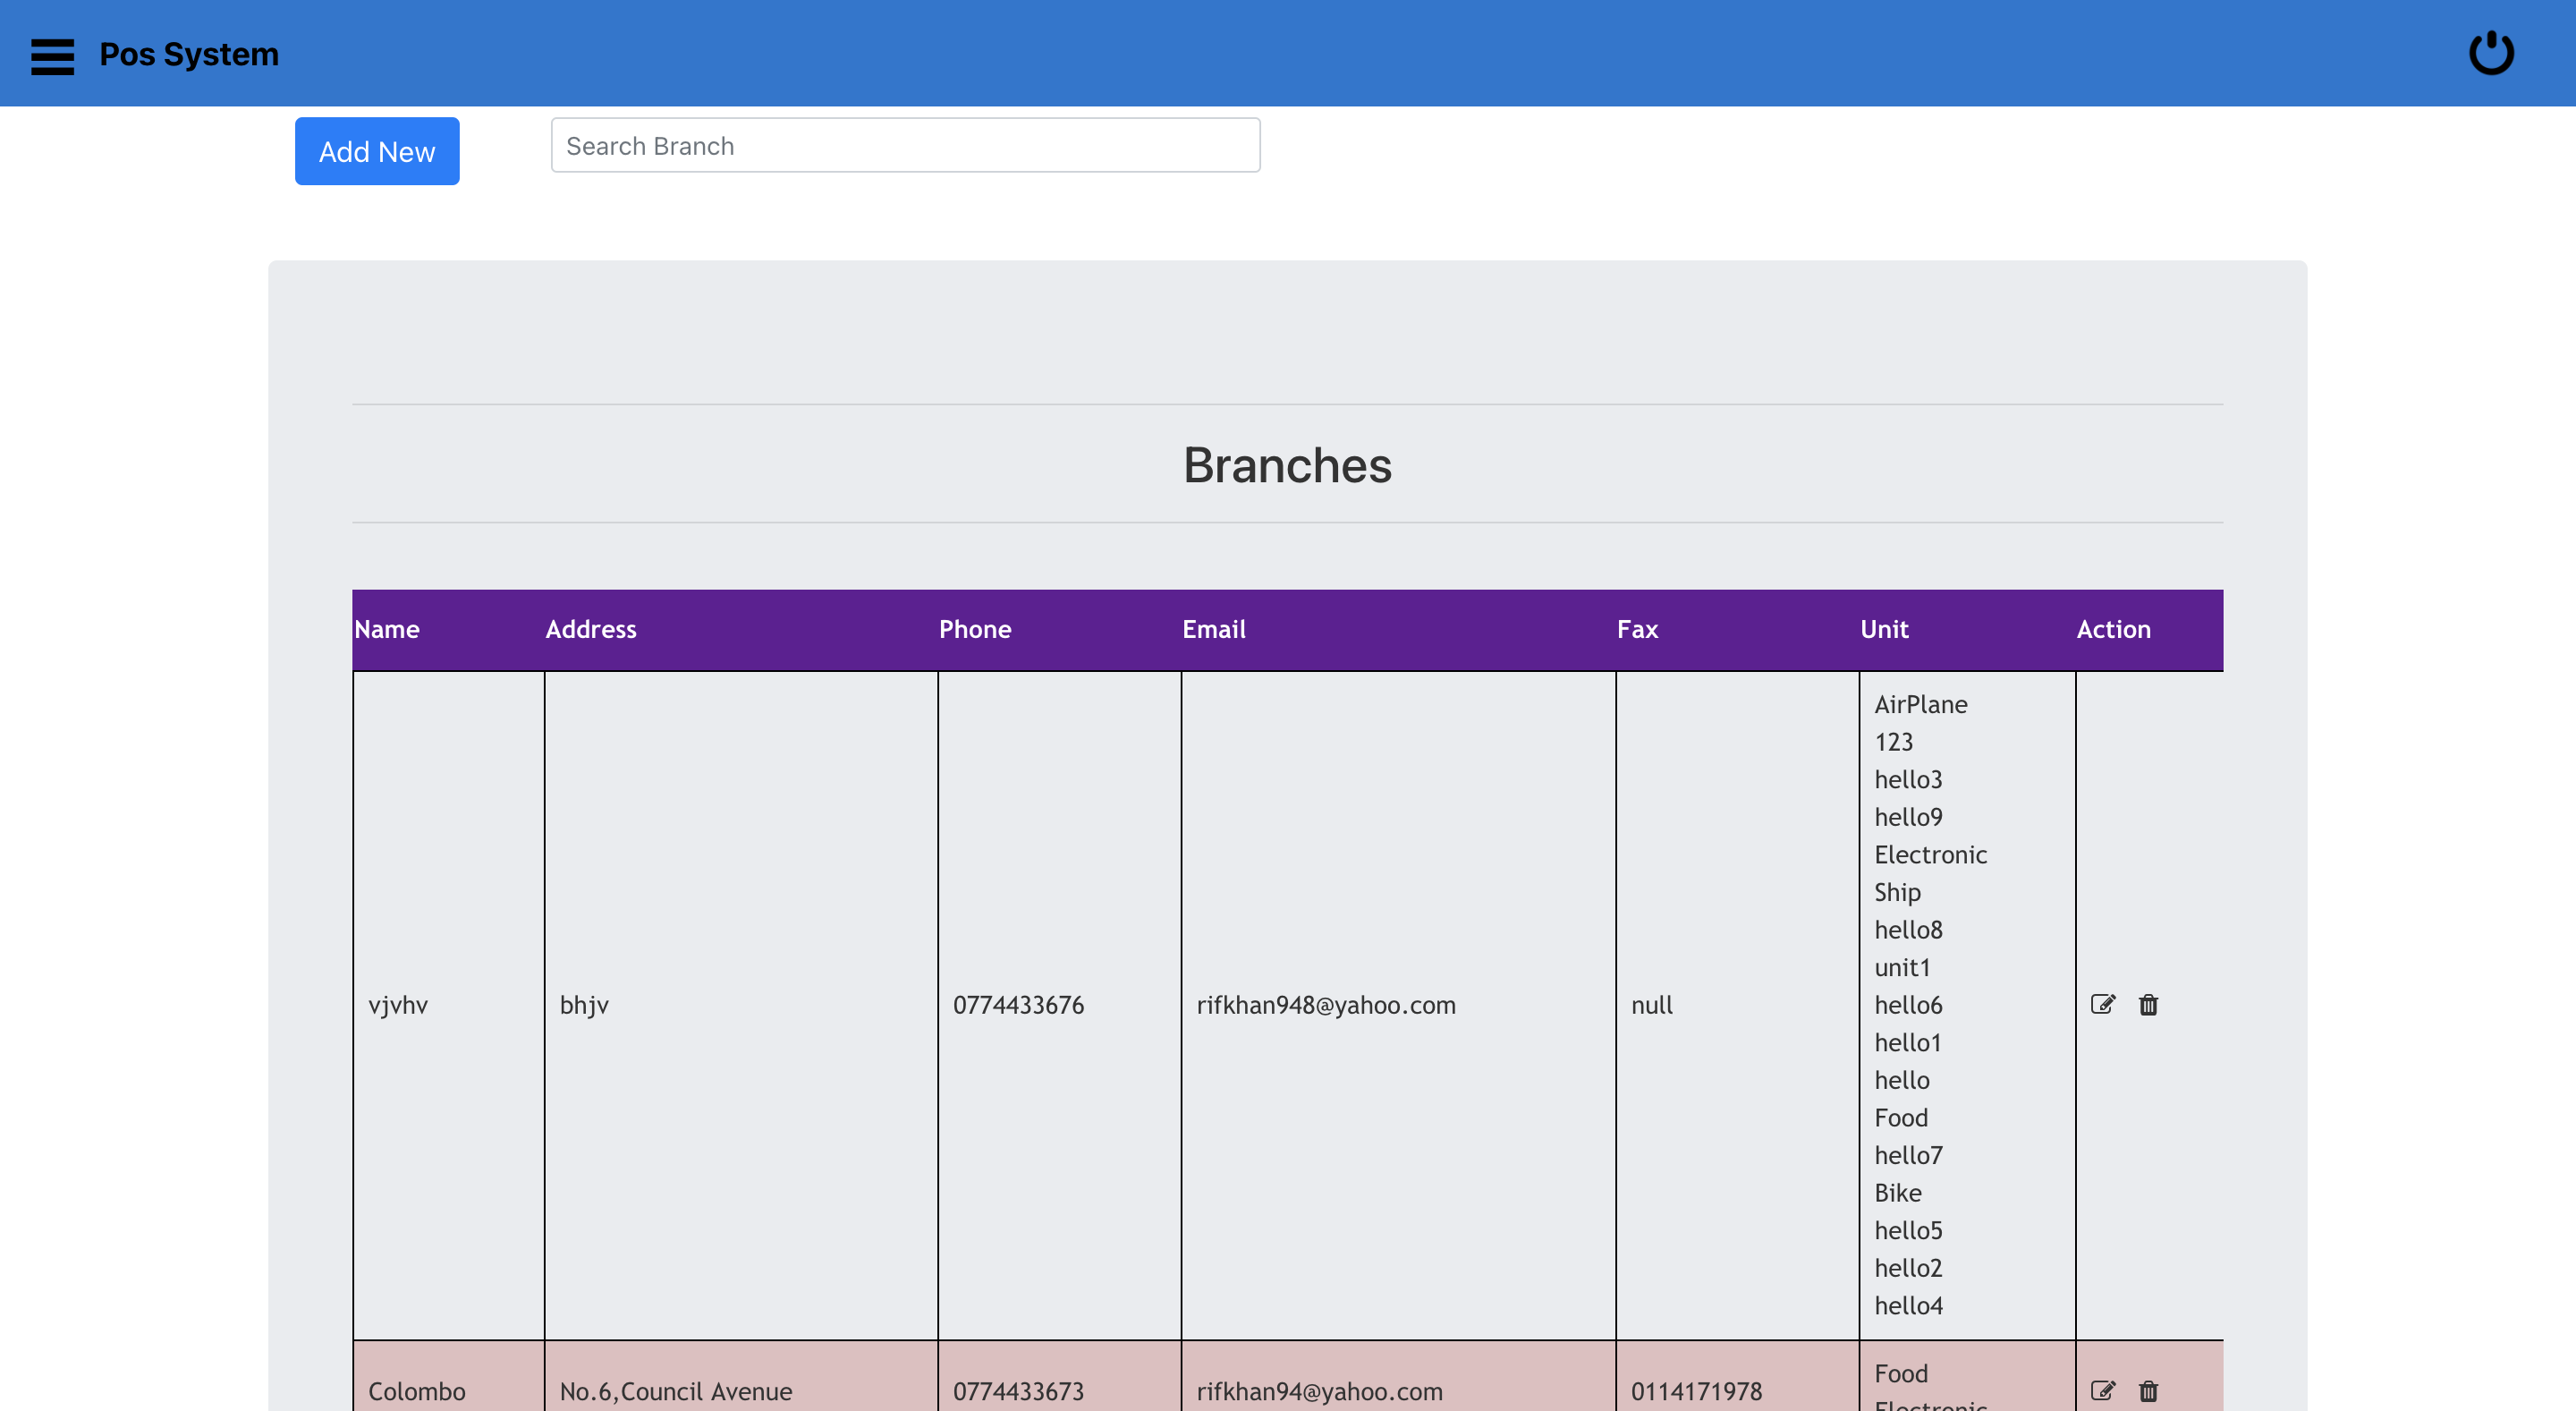 Pos System
Add New
Search Branch
Branches
Name Address Phone Email Fax Unit Action
AirPlane
123
hello3
hello9
Electronic
Ship
hello8
unit1
vjvhv bhjv 0774433676 rifkhan948@yahoo.com null hello6
hello1
hello
Food
hello7
Bike
hello5
hello2
hello4
Food
Colombo No.6,Council Avenue 0774433673 rifkhan94@yahoo.com 0114171978
Electronic